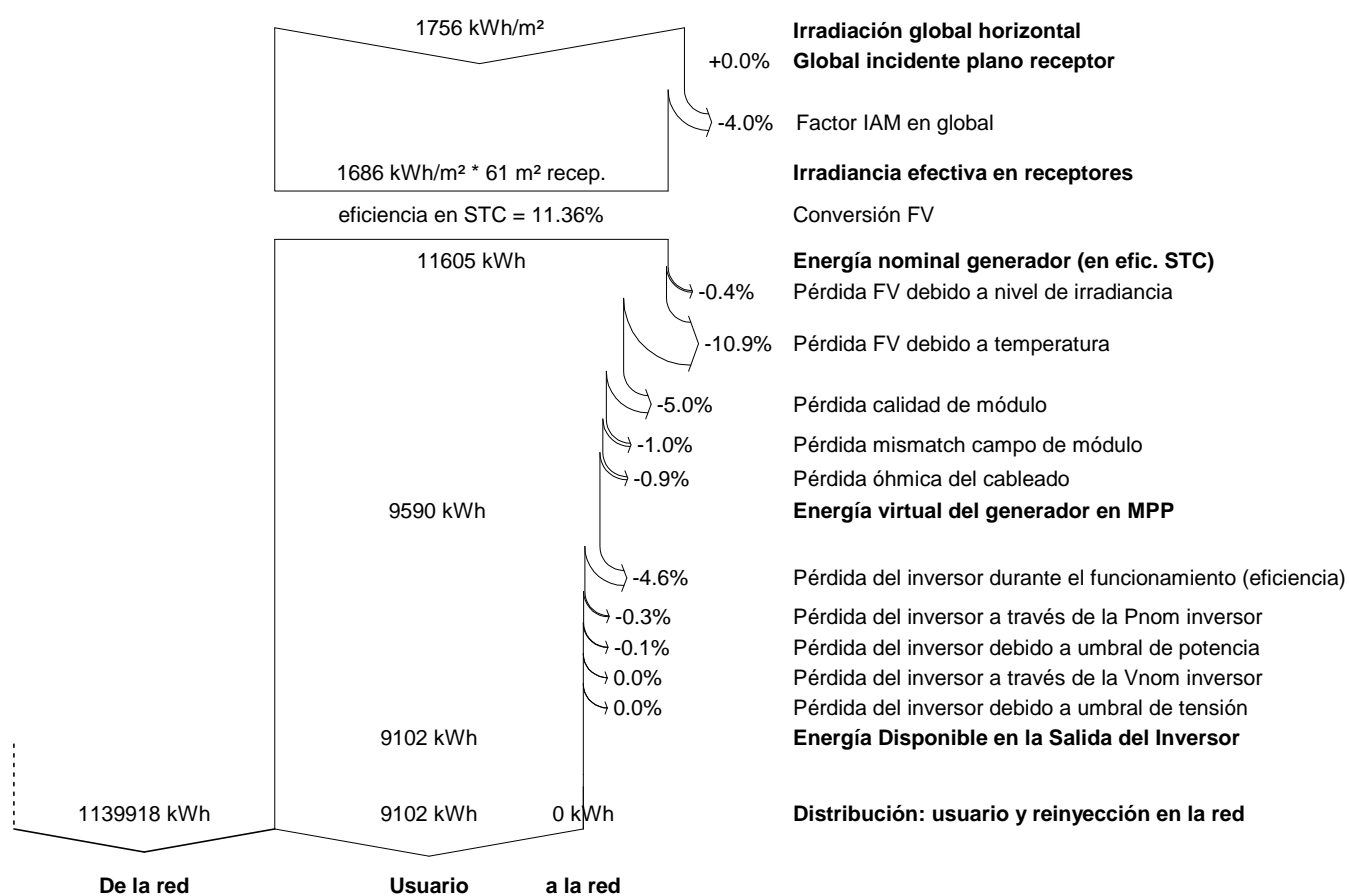 1756 kWh/m² Irradiación global horizontal
+0.0% Global incidente plano receptor
-4.0% Factor IAM en global
1686 kWh/m² * 61 m² recep. Irradiancia efectiva en receptores
eficiencia en STC = 11.36% Conversión FV
11605 kWh Energía nominal generador (en efic. STC)
-0.4% Pérdida FV debido a nivel de irradiancia
-10.9% Pérdida FV debido a temperatura
-5.0% Pérdida calidad de módulo
-1.0% Pérdida mismatch campo de módulo
-0.9% Pérdida óhmica del cableado
9590 kWh Energía virtual del generador en MPP
-4.6% Pérdida del inversor durante el funcionamiento (eficiencia)
-0.3% Pérdida del inversor a través de la Pnom inversor
-0.1% Pérdida del inversor debido a umbral de potencia
0.0% Pérdida del inversor a través de la Vnom inversor
0.0% Pérdida del inversor debido a umbral de tensión
9102 kWh Energía Disponible en la Salida del Inversor
1139918 kWh 9102 kWh 0 kWh Distribución: usuario y reinyección en la red
De la red Usuario a la red